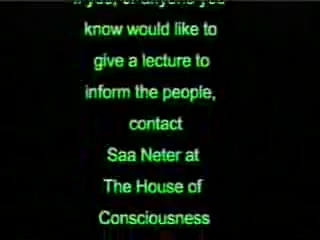 know would like to
give a lecture to
inform the people,
contact
Saa Neter at
The House of
Consciousness